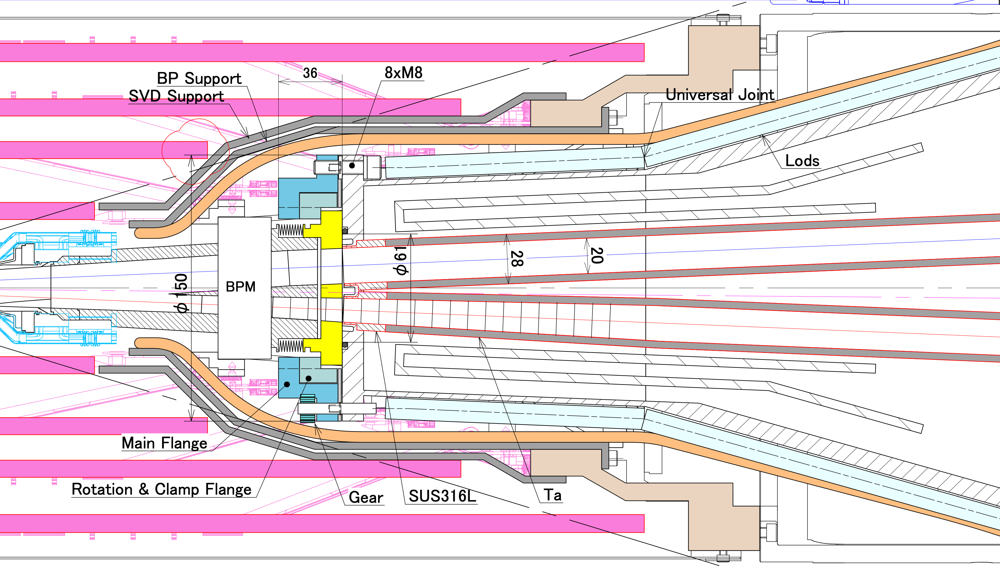 BP Support
SVD Support
36
8xM8
Universal Joint
Lods
φ150
BPM
φ61
28
20
Main Flange
Rotation & Clamp Flange
Gear
SUS316L
Ta